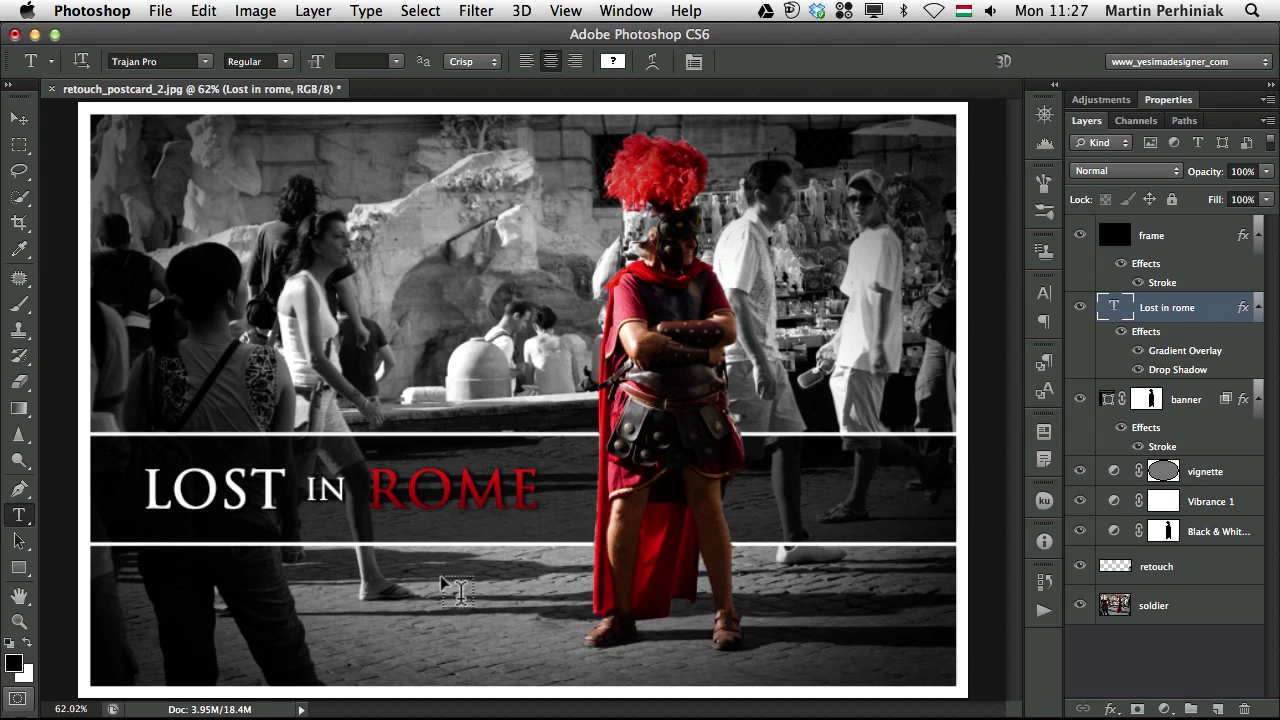 Photoshop File Edit Image Layer Type Select Filter 3D View Window Help Mon 11:27 Martin Perhiniak
Adobe Photoshop CS6
T Trajan Pro Regular Crisp ? 3D www_yesimadesigner_com
retouch_postcard_2.jpg @ 62% (Lost in rome, RGB/8) *
Adjustments Properties
Layers Channels Paths
Kind
Normal Opacity: 100%
Lock: Fill: 100%
frame fx
Effects
Stroke
T Lost in rome fx
Effects
Gradient Overlay
Drop Shadow
banner fx
Effects
Stroke
vignette
Vibrance 1
Black & Whit...
retouch
soldier
LOST IN ROME
ku
62.02% Doc: 3.95M/18.4M